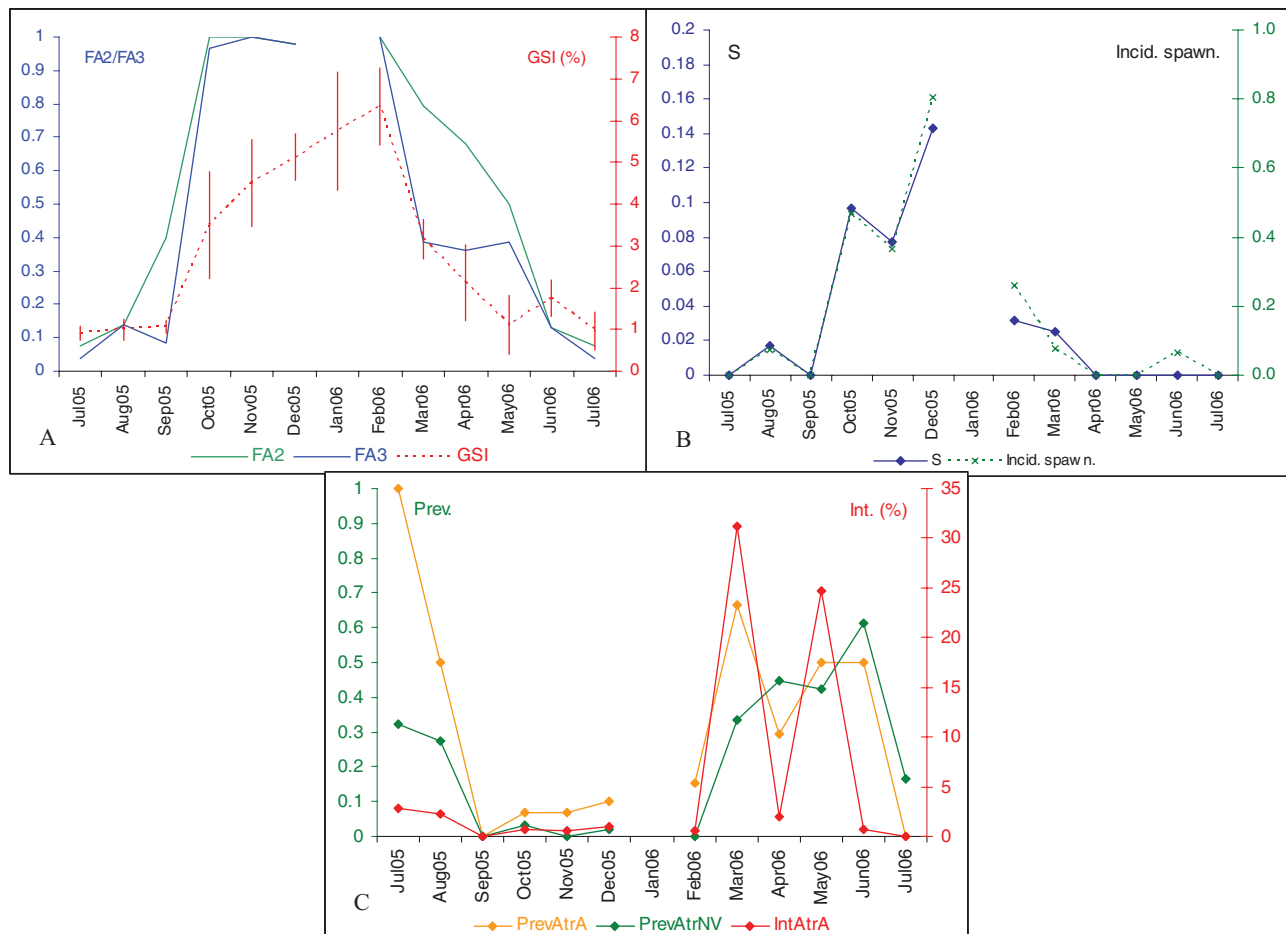 FA2/FA3
GSI (%)
1
0.9
0.8
0.7
0.6
0.5
0.4
0.3
0.2
0.1
0
8
7
6
5
4
3
2
1
0
Jul05
Aug05
Sep05
Oct05
Nov05
Dec05
Jan06
Feb06
Mar06
Apr06
May06
Jun06
Jul06
A
FA2 FA3 GSI
S
Incid. spawn.
0.2
0.18
0.16
0.14
0.12
0.1
0.08
0.06
0.04
0.02
0
1.0
0.8
0.6
0.4
0.2
0.0
Jul05
Aug05
Sep05
Oct05
Nov05
Dec05
Jan06
Feb06
Mar06
Apr06
May06
Jun06
Jul06
B
S Incid. spawn.
Prev.
Int. (%)
1
0.9
0.8
0.7
0.6
0.5
0.4
0.3
0.2
0.1
0
35
30
25
20
15
10
5
0
Jul05
Aug05
Sep05
Oct05
Nov05
Dec05
Jan06
Feb06
Mar06
Apr06
May06
Jun06
Jul06
C
PrevAtrA PrevAtrNV IntAtrA